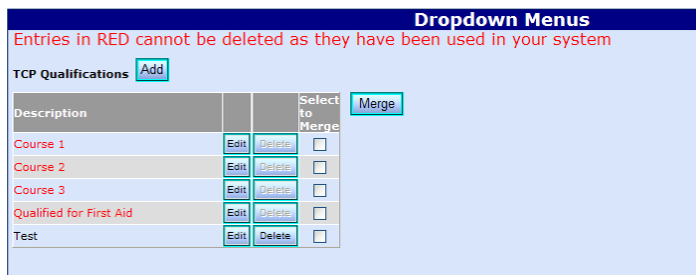 Dropdown Menus
Entries in RED cannot be deleted as they have been used in your system
TCP Qualifications Add
Description Select to Merge Merge
Course 1 Edit Delete
Course 2 Edit Delete
Course 3 Edit Delete
Qualified for First Aid Edit Delete
Test Edit Delete